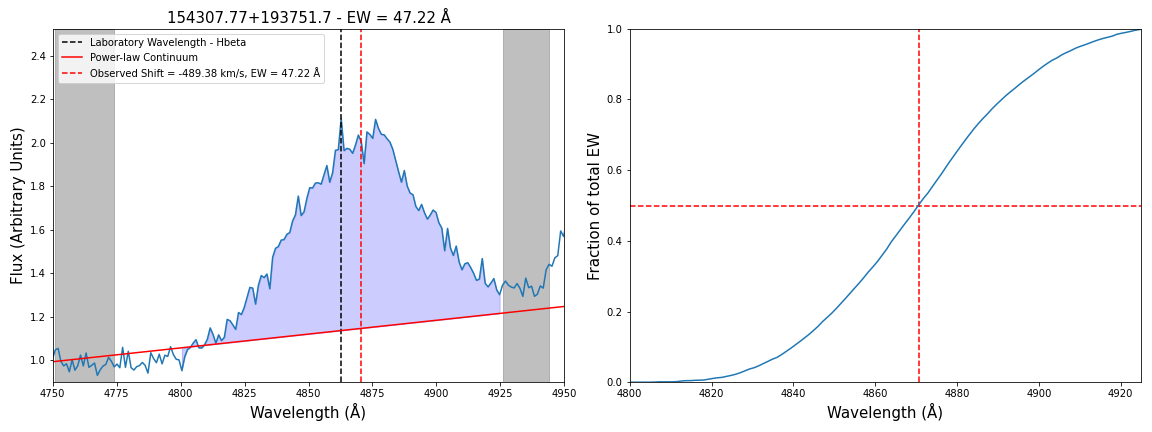 154307.77+193751.7 - EW = 47.22 Å
Laboratory Wavelength - Hbeta
Power-law Continuum
Observed Shift = -489.38 km/s, EW = 47.22 Å
Flux (Arbitrary Units)
2.4
2.2
2.0
1.8
1.6
1.4
1.2
1.0
4750 4775 4800 4825 4850 4875 4900 4925 4950
Wavelength (Å)
Fraction of total EW
1.0
0.8
0.6
0.4
0.2
0.0
4800 4820 4840 4860 4880 4900 4920
Wavelength (Å)